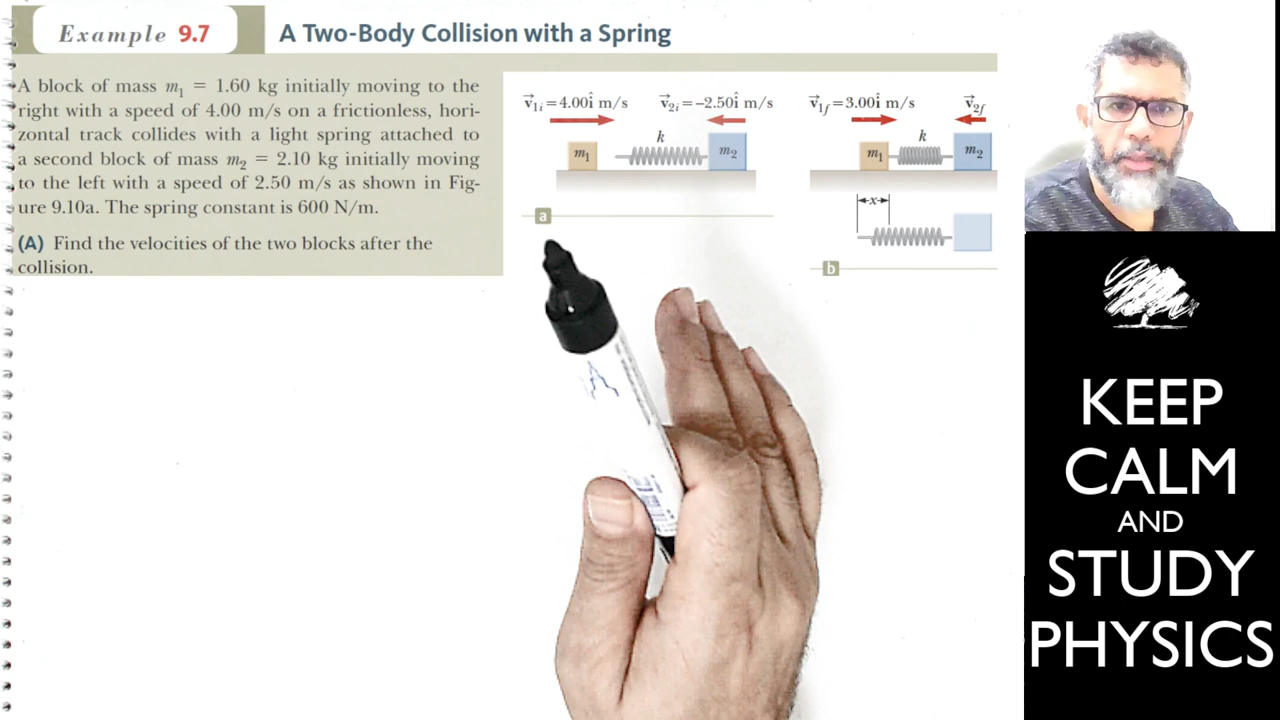 Example 9.7
A Two-Body Collision with a Spring
A block of mass m₁ = 1.60 kg initially moving to the
right with a speed of 4.00 m/s on a frictionless, hori-
zontal track collides with a light spring attached to
a second block of mass m₂ = 2.10 kg initially moving
to the left with a speed of 2.50 m/s as shown in Fig-
ure 9.10a. The spring constant is 600 N/m.
(A) Find the velocities of the two blocks after the
collision.
v⃗₁ᵢ = 4.00î m/s
v⃗₂ᵢ = −2.50î m/s
k
m₁
m₂
a
v⃗₁f = 3.00î m/s
v⃗₂f
k
m₁
m₂
x
b
KEEP
CALM
AND
STUDY
PHYSICS